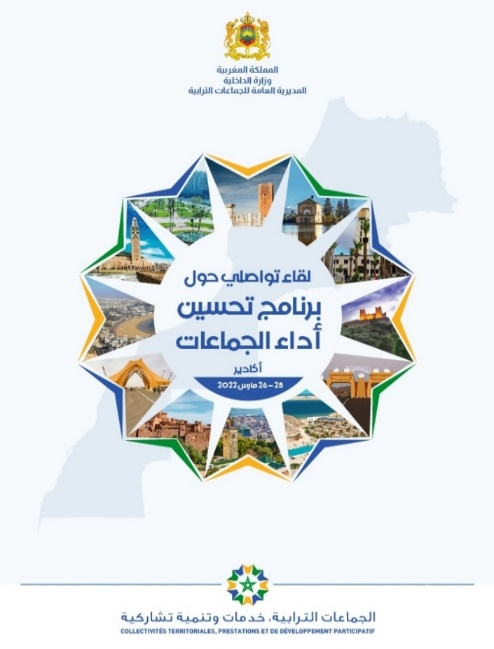 المملكة المغربية
وزارة الداخلية
المديرية العامة للجماعات الترابية
لقاء تواصلي حول
برنامج تحسين
أداء الجماعات
أكادير
25-26 مارس 2022
الجماعات الترابية، خدمات وتنمية تشاركية
COLLECTIVITÉS TERRITORIALES, PRESTATIONS ET DE DÉVELOPPEMENT PARTICIPATIF